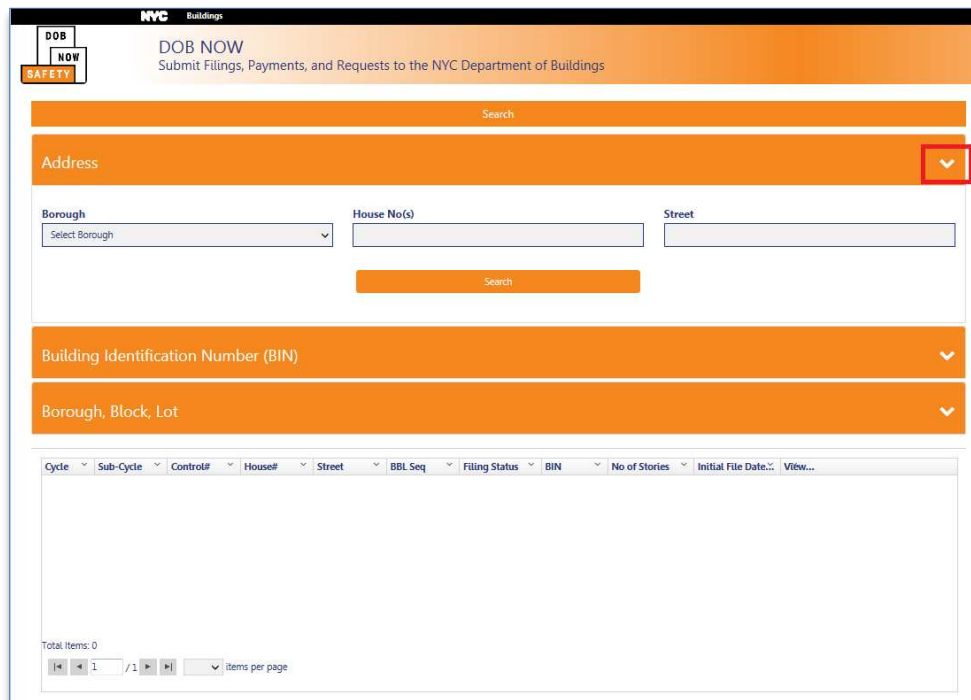 NYC Buildings
DOB
NOW
SAFETY
DOB NOW
Submit Filings, Payments, and Requests to the NYC Department of Buildings
Search
Address
Borough House No(s) Street
Select Borough
Search
Building Identification Number (BIN)
Borough, Block, Lot
Cycle Sub-Cycle Control# House# Street BBL Seq Filing Status BIN No of Stories Initial File Date... View...
Total Items: 0
1 / 1 items per page